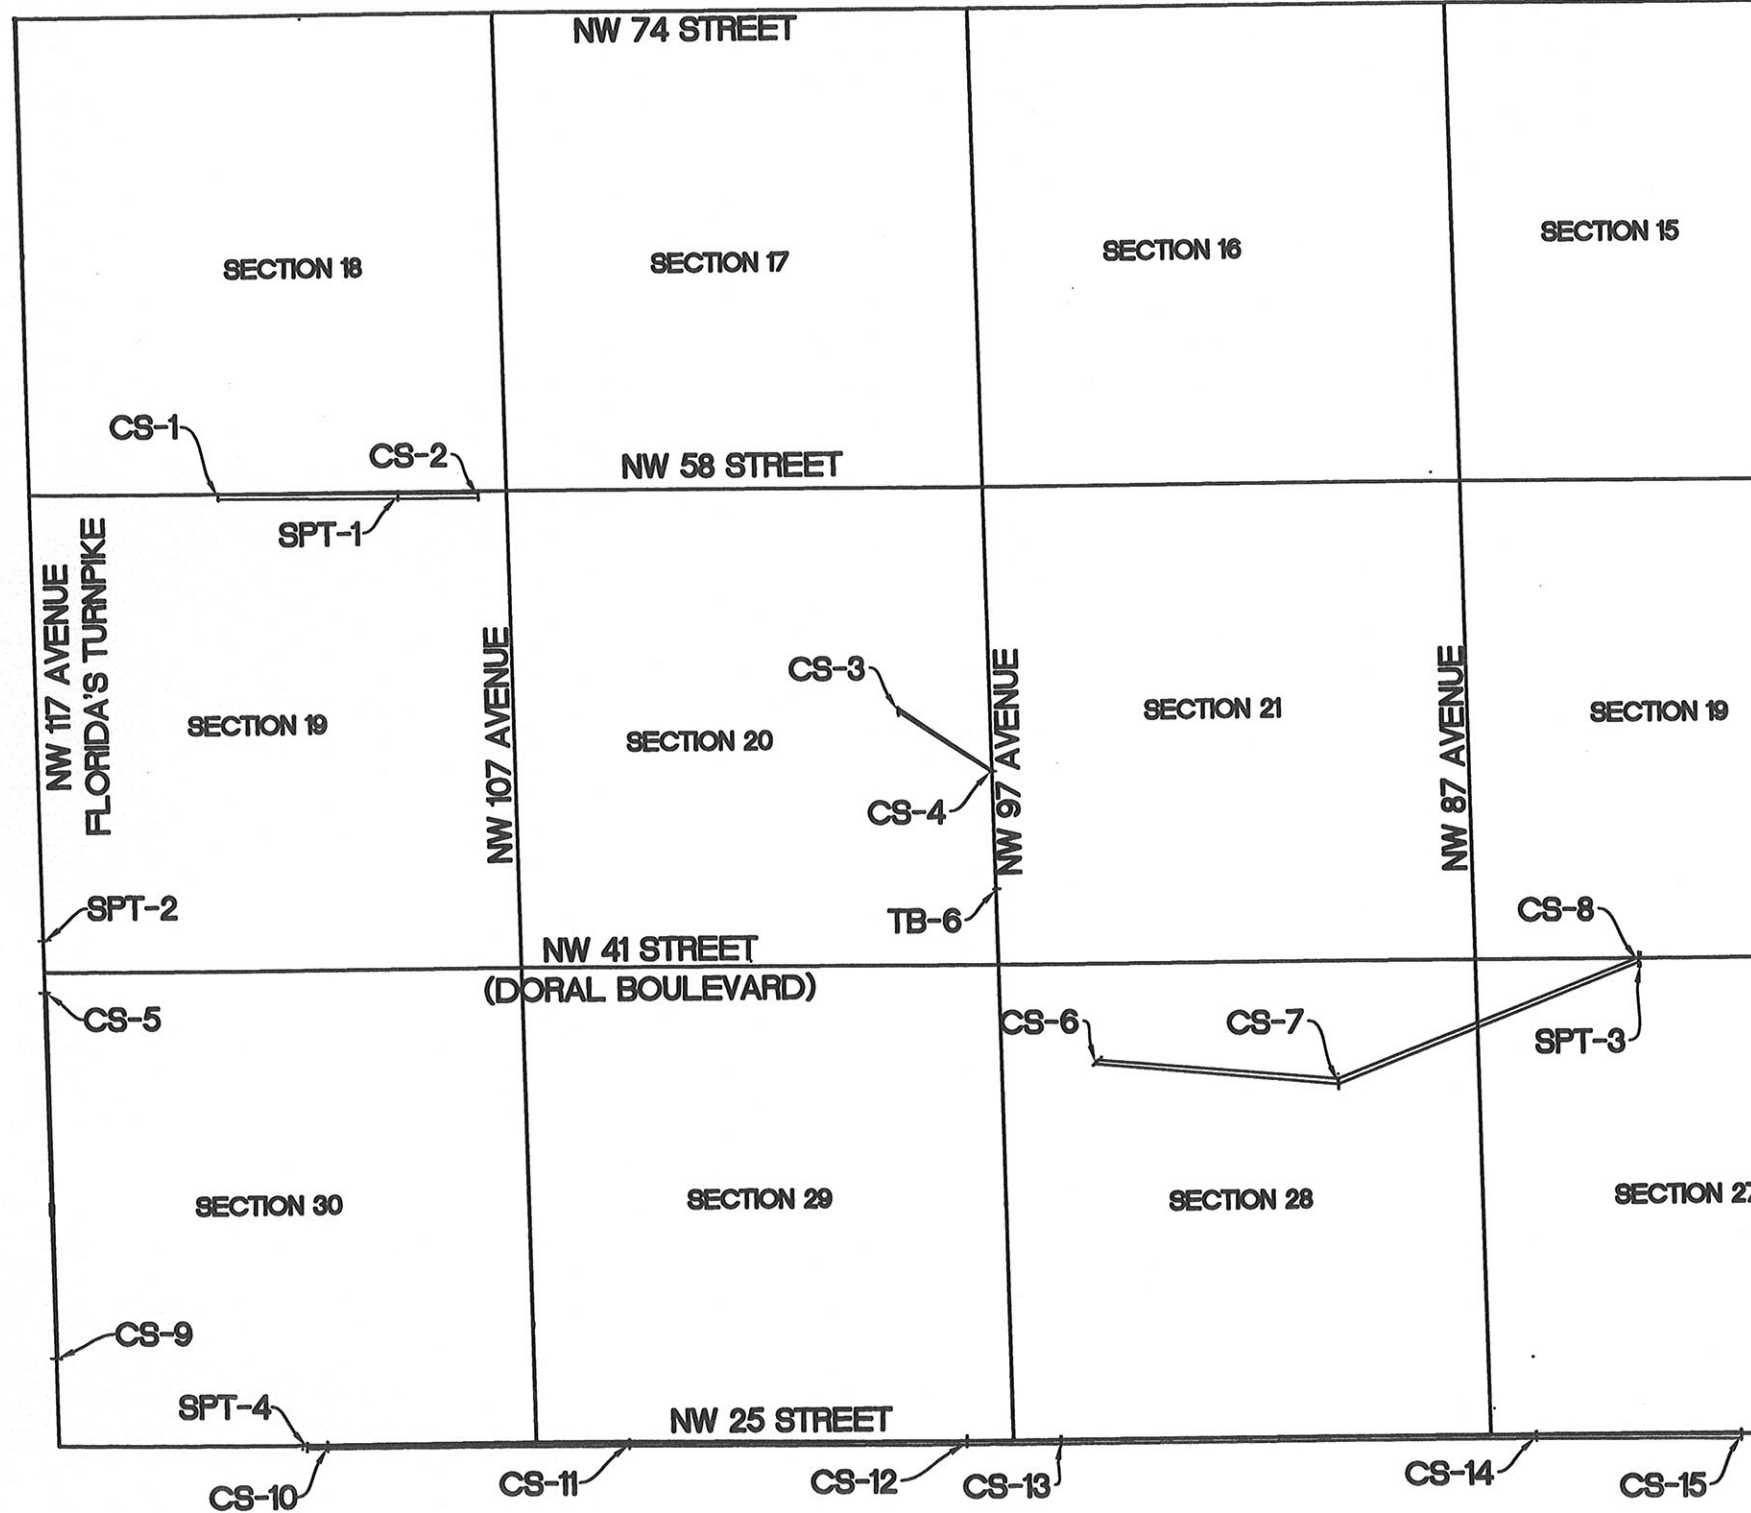 NW 74 STREET
SECTION 18
SECTION 17
SECTION 16
SECTION 15
CS-1
CS-2
NW 58 STREET
SPT-1
NW 117 AVENUE
FLORIDA'S TURNPIKE
NW 107 AVENUE
NW 97 AVENUE
NW 87 AVENUE
CS-3
SECTION 19
SECTION 20
SECTION 21
SECTION 19
CS-4
SPT-2
TB-6
CS-8
NW 41 STREET
(DORAL BOULEVARD)
CS-5
CS-6
CS-7
SPT-3
SECTION 30
SECTION 29
SECTION 28
SECTION 27
CS-9
SPT-4
NW 25 STREET
CS-10
CS-11
CS-12
CS-13
CS-14
CS-15